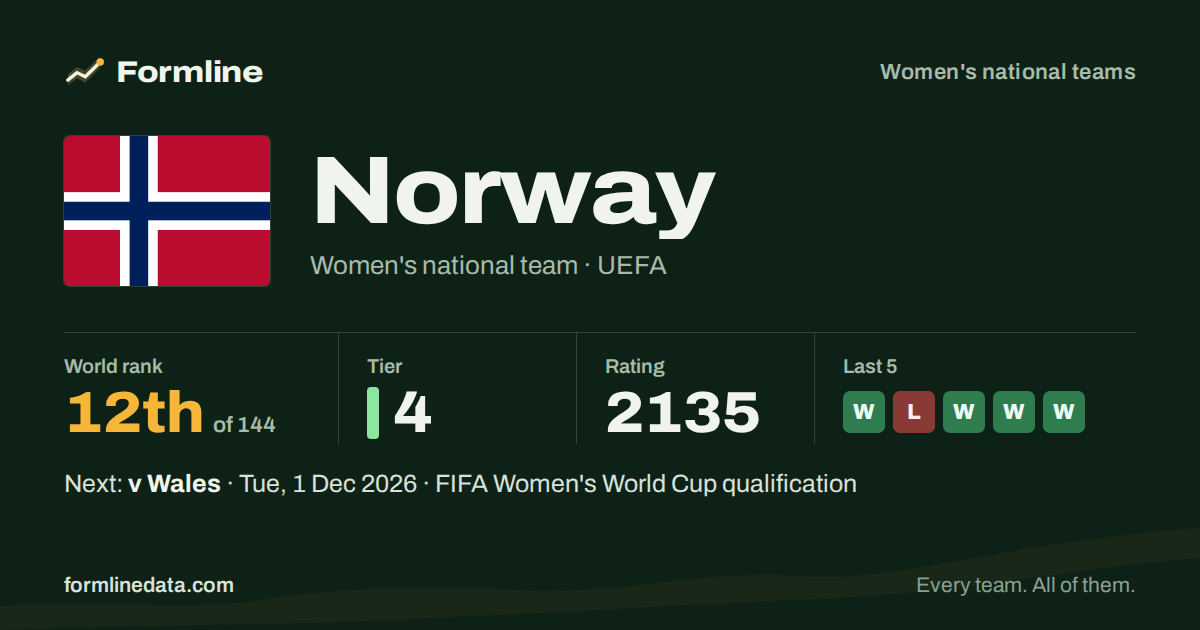 Formline
Women's national teams
Norway
Women's national team · UEFA
World rank
12th of 144
Tier
4
Rating
2135
Last 5
W L W W W
Next: v Wales · Tue, 1 Dec 2026 · FIFA Women's World Cup qualification
formlinedata.com
Every team. All of them.